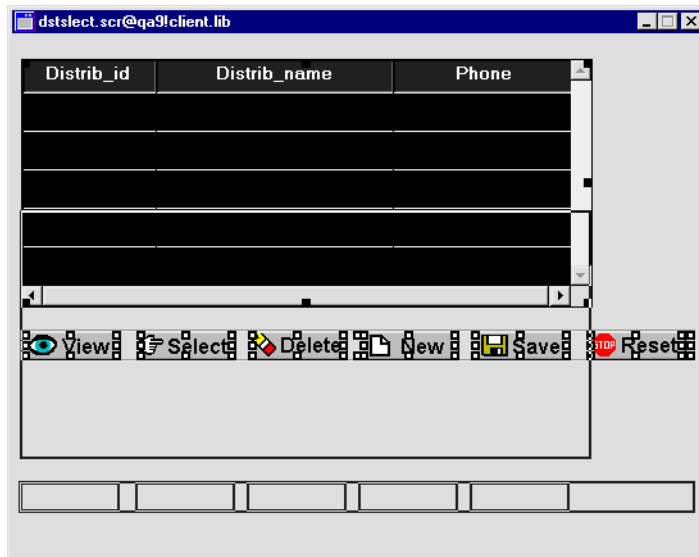 dstslect.scr@qa9!client.lib
Distrib_id Distrib_name Phone
View Select Delete New Save STOP Reset